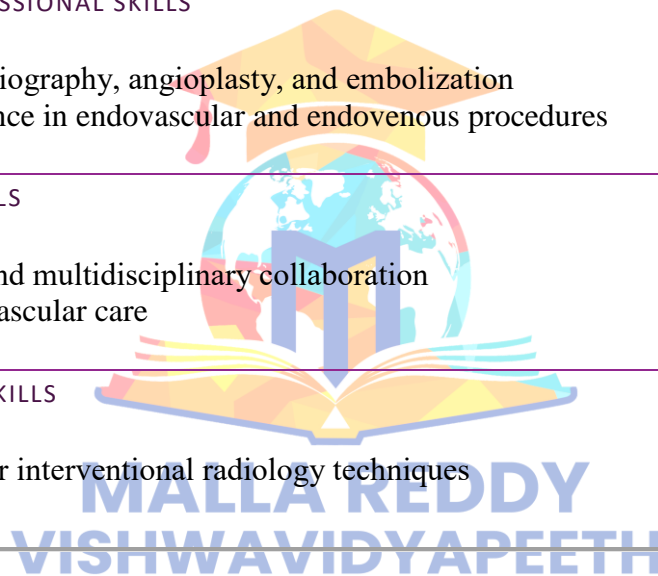 SSIONAL SKILLS
iography, angioplasty, and embolization
nce in endovascular and endovenous procedures
LS
nd multidisciplinary collaboration
ascular care
KILLS
r interventional radiology techniques
MALLA REDDY
VISHWAVIDYAPEETH